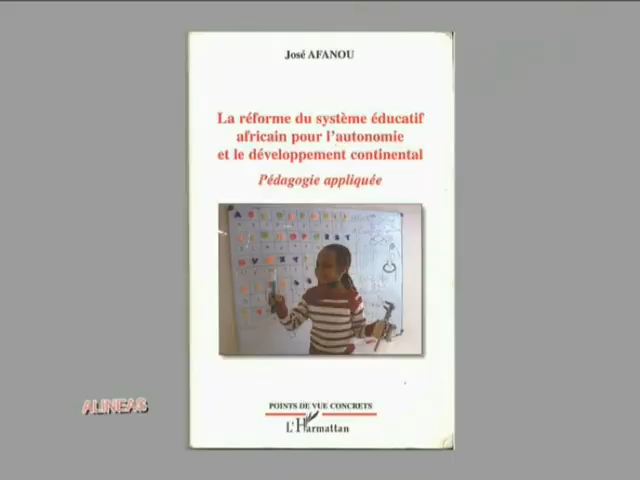 José AFANOU
La réforme du système éducatif
africain pour l'autonomie
et le développement continental
Pédagogie appliquée
POINTS DE VUE CONCRETS
L'Harmattan
ALINEAS